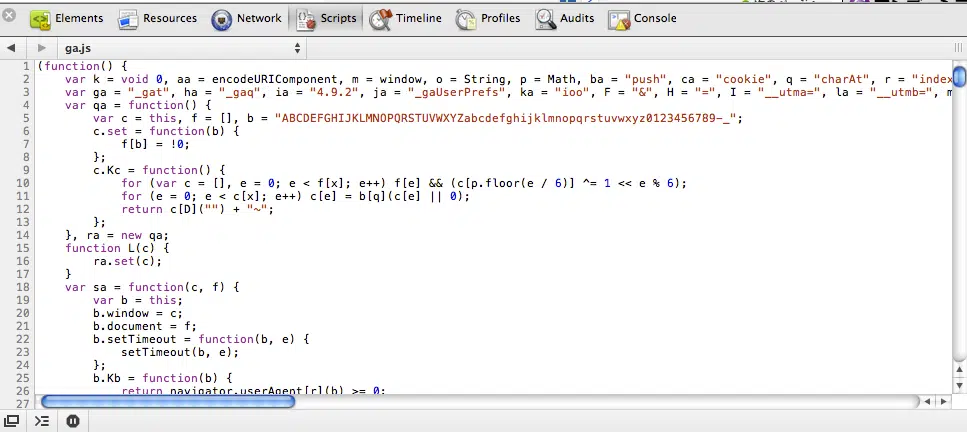 Elements Resources Network Scripts Timeline Profiles Audits Console
ga.js
1 (function() {
2 var k = void 0, aa = encodeURIComponent, m = window, o = String, p = Math, ba = "push", ca = "cookie", q = "charAt", r = "index
3 var ga = "_gat", ha = "_gaq", ia = "4.9.2", ja = "_gaUserPrefs", ka = "ioo", F = "&", H = "=", I = "__utma=", la = "__utmb=", m
4 var qa = function() {
5 var c = this, f = [], b = "ABCDEFGHIJKLMNOPQRSTUVWXYZabcdefghijklmnopqrstuvwxyz0123456789-_";
6 c.set = function(b) {
7 f[b] = !0;
8 };
9 c.Kc = function() {
10 for (var c = [], e = 0; e < f[x]; e++) f[e] && (c[p.floor(e / 6)] ^= 1 << e % 6);
11 for (e = 0; e < c[x]; e++) c[e] = b[q](c[e] || 0);
12 return c[D]("") + "~";
13 };
14 }, ra = new qa;
15 function L(c) {
16 ra.set(c);
17 }
18 var sa = function(c, f) {
19 var b = this;
20 b.window = c;
21 b.document = f;
22 b.setTimeout = function(b, e) {
23 setTimeout(b, e);
24 };
25 b.Kb = function(b) {
26 return navigator.userAgent[r](b) >= 0;
27